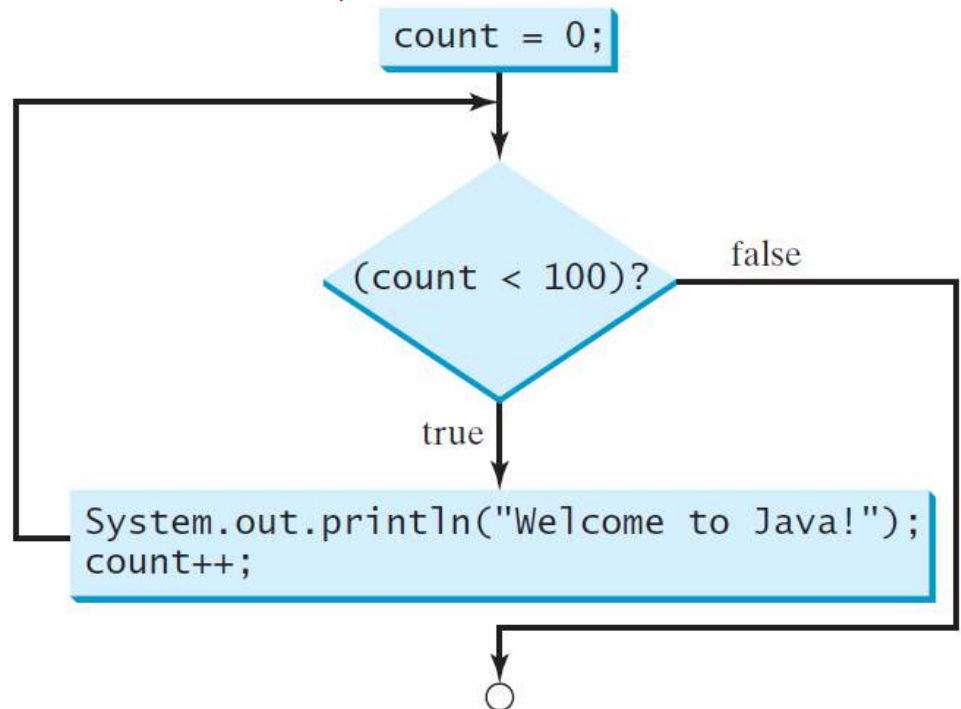 count = 0;
(count < 100)?
false
true
System.out.println("Welcome to Java!");
count++;